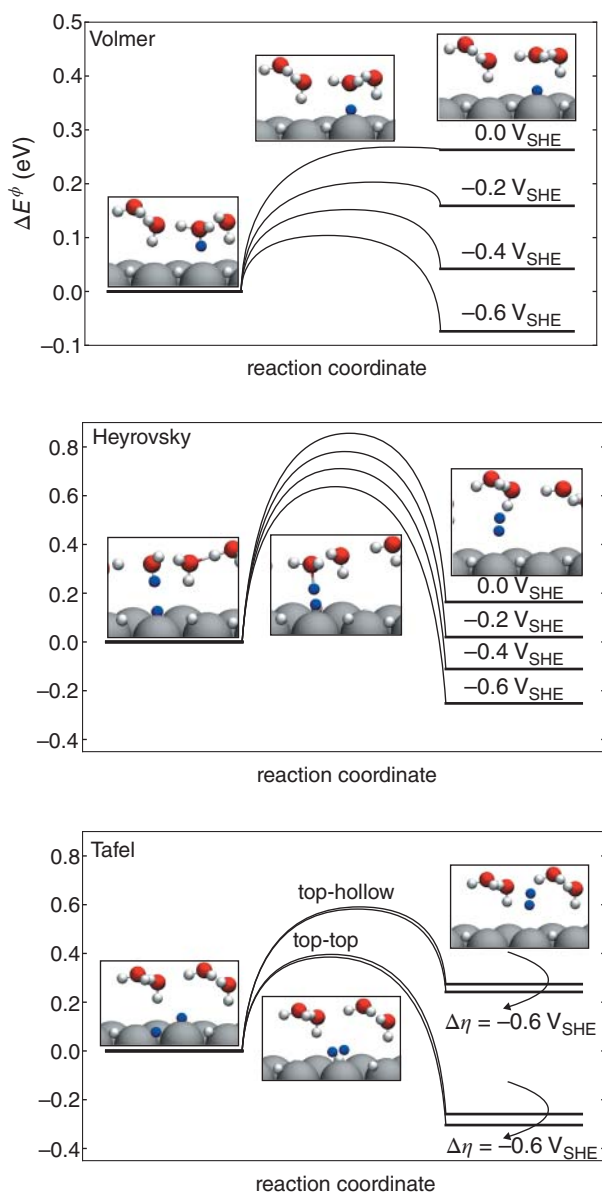 Volmer
0.5
0.4
0.3
0.2
0.1
0.0
−0.1
ΔE^ϕ (eV)
0.0 V_SHE
−0.2 V_SHE
−0.4 V_SHE
−0.6 V_SHE
reaction coordinate
Heyrovsky
0.8
0.6
0.4
0.2
0.0
−0.2
−0.4
0.0 V_SHE
−0.2 V_SHE
−0.4 V_SHE
−0.6 V_SHE
reaction coordinate
Tafel
0.8
0.6
0.4
0.2
0.0
−0.2
−0.4
top-hollow
top-top
Δη = −0.6 V_SHE
Δη = −0.6 V_SHE
reaction coordinate